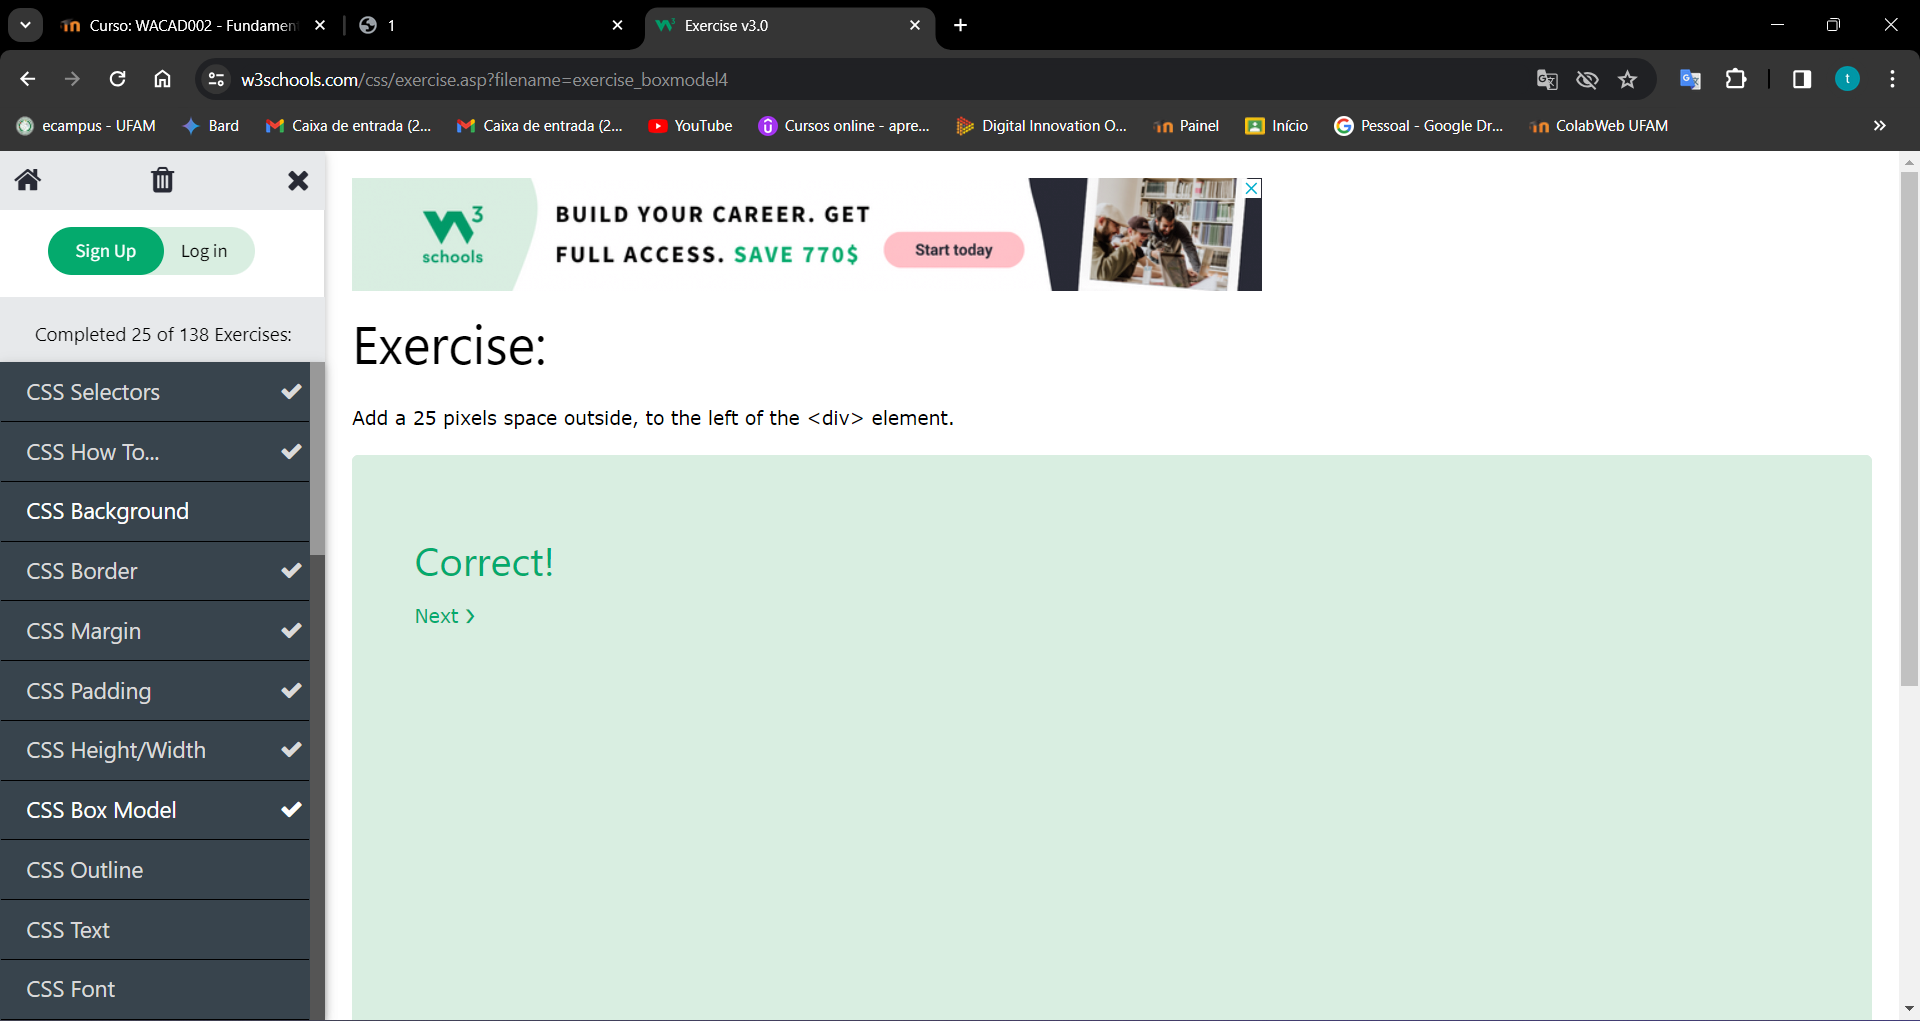 Curso: WACAD002 - Fundamen
1
Exercise v3.0
w3schools.com/css/exercise.asp?filename=exercise_boxmodel4
t
ecampus - UFAM
Bard
Caixa de entrada (2...
Caixa de entrada (2...
YouTube
Cursos online - apre...
Digital Innovation O...
Painel
Início
Pessoal - Google Dr...
ColabWeb UFAM
Sign Up
Log in
Completed 25 of 138 Exercises:
CSS Selectors
CSS How To...
CSS Background
CSS Border
CSS Margin
CSS Padding
CSS Height/Width
CSS Box Model
CSS Outline
CSS Text
CSS Font
W3
schools
BUILD YOUR CAREER. GET
FULL ACCESS. SAVE 770$
Start today
Exercise:
Add a 25 pixels space outside, to the left of the <div> element.
Correct!
Next ❯